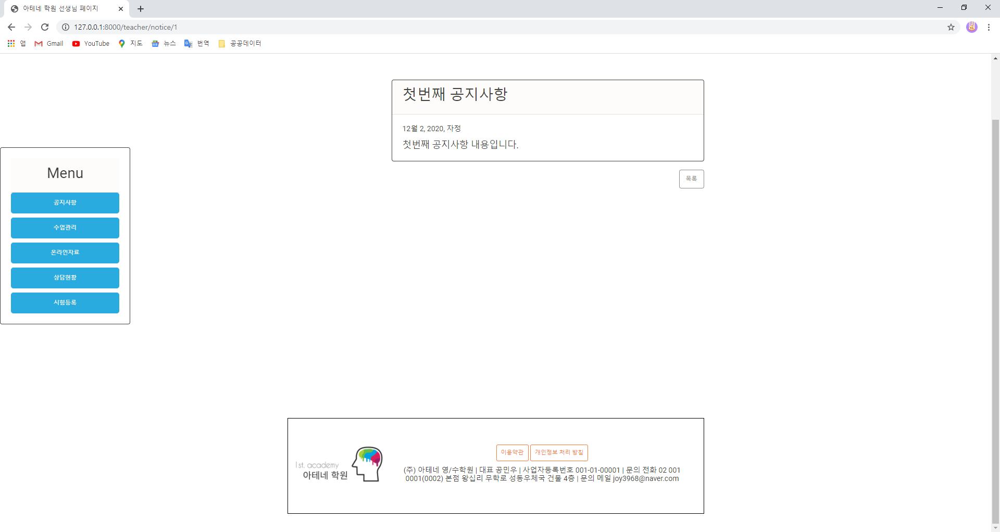 아테네 학원 선생님 페이지
127.0.0.1:8000/teacher/notice/1
앱 Gmail YouTube 지도 뉴스 번역 공공데이터
첫번째 공지사항
12월 2, 2020, 자정
첫번째 공지사항 내용입니다.
목록
Menu
공지사항
수업관리
온라인자료
상담현황
시험등록
1st. academy
아테네 학원
이용약관 개인정보 처리 방침
(주) 아테네 영/수학원 | 대표 공민우 | 사업자등록번호 001-01-00001 | 문의 전화 02 001
0001(0002) 본점 왕십리 무학로 성동우체국 건물 4층 | 문의 메일 joy3968@naver.com